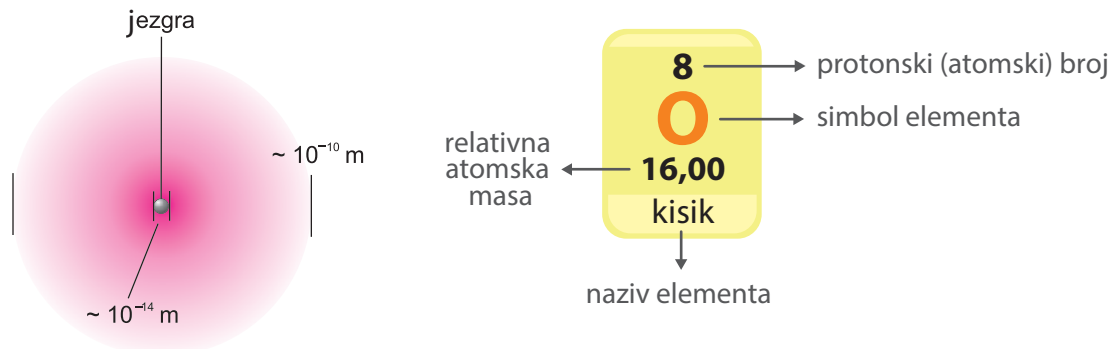 jezgra
~ 10⁻¹⁰ m
~ 10⁻¹⁴ m
8
protonski (atomski) broj
O
simbol elementa
relativna
atomska
masa
16,00
kisik
naziv elementa